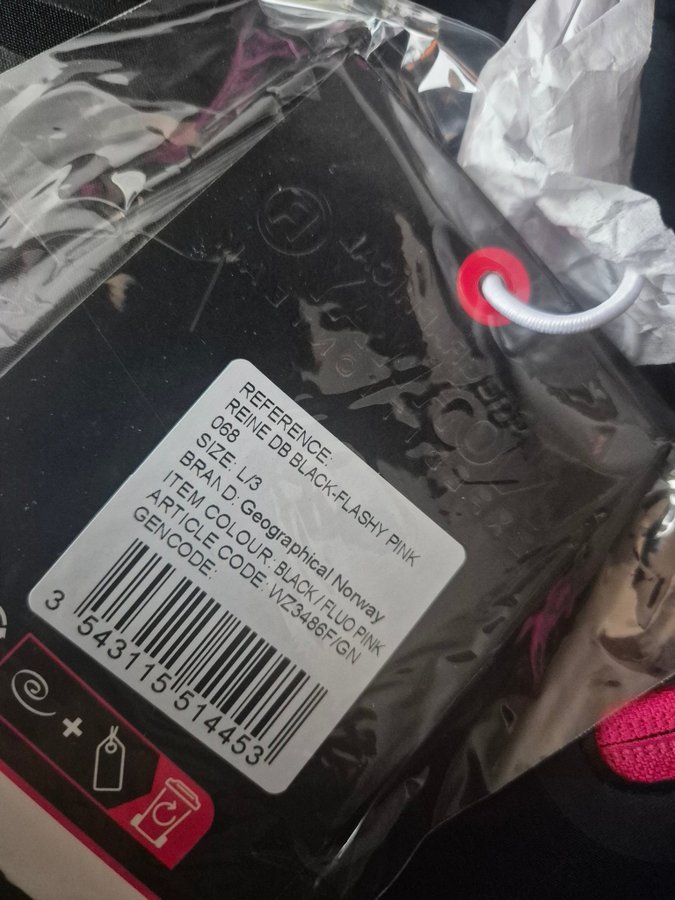 REFERENCE:
REINE DB BLACK-FLASHY PINK
068
SIZE: L/3
BRAND: Geographical Norway
ITEM COLOUR: BLACK / FLUO PINK
ARTICLE CODE: WZ3486F/GN
GENCODE:
3 543115 514453